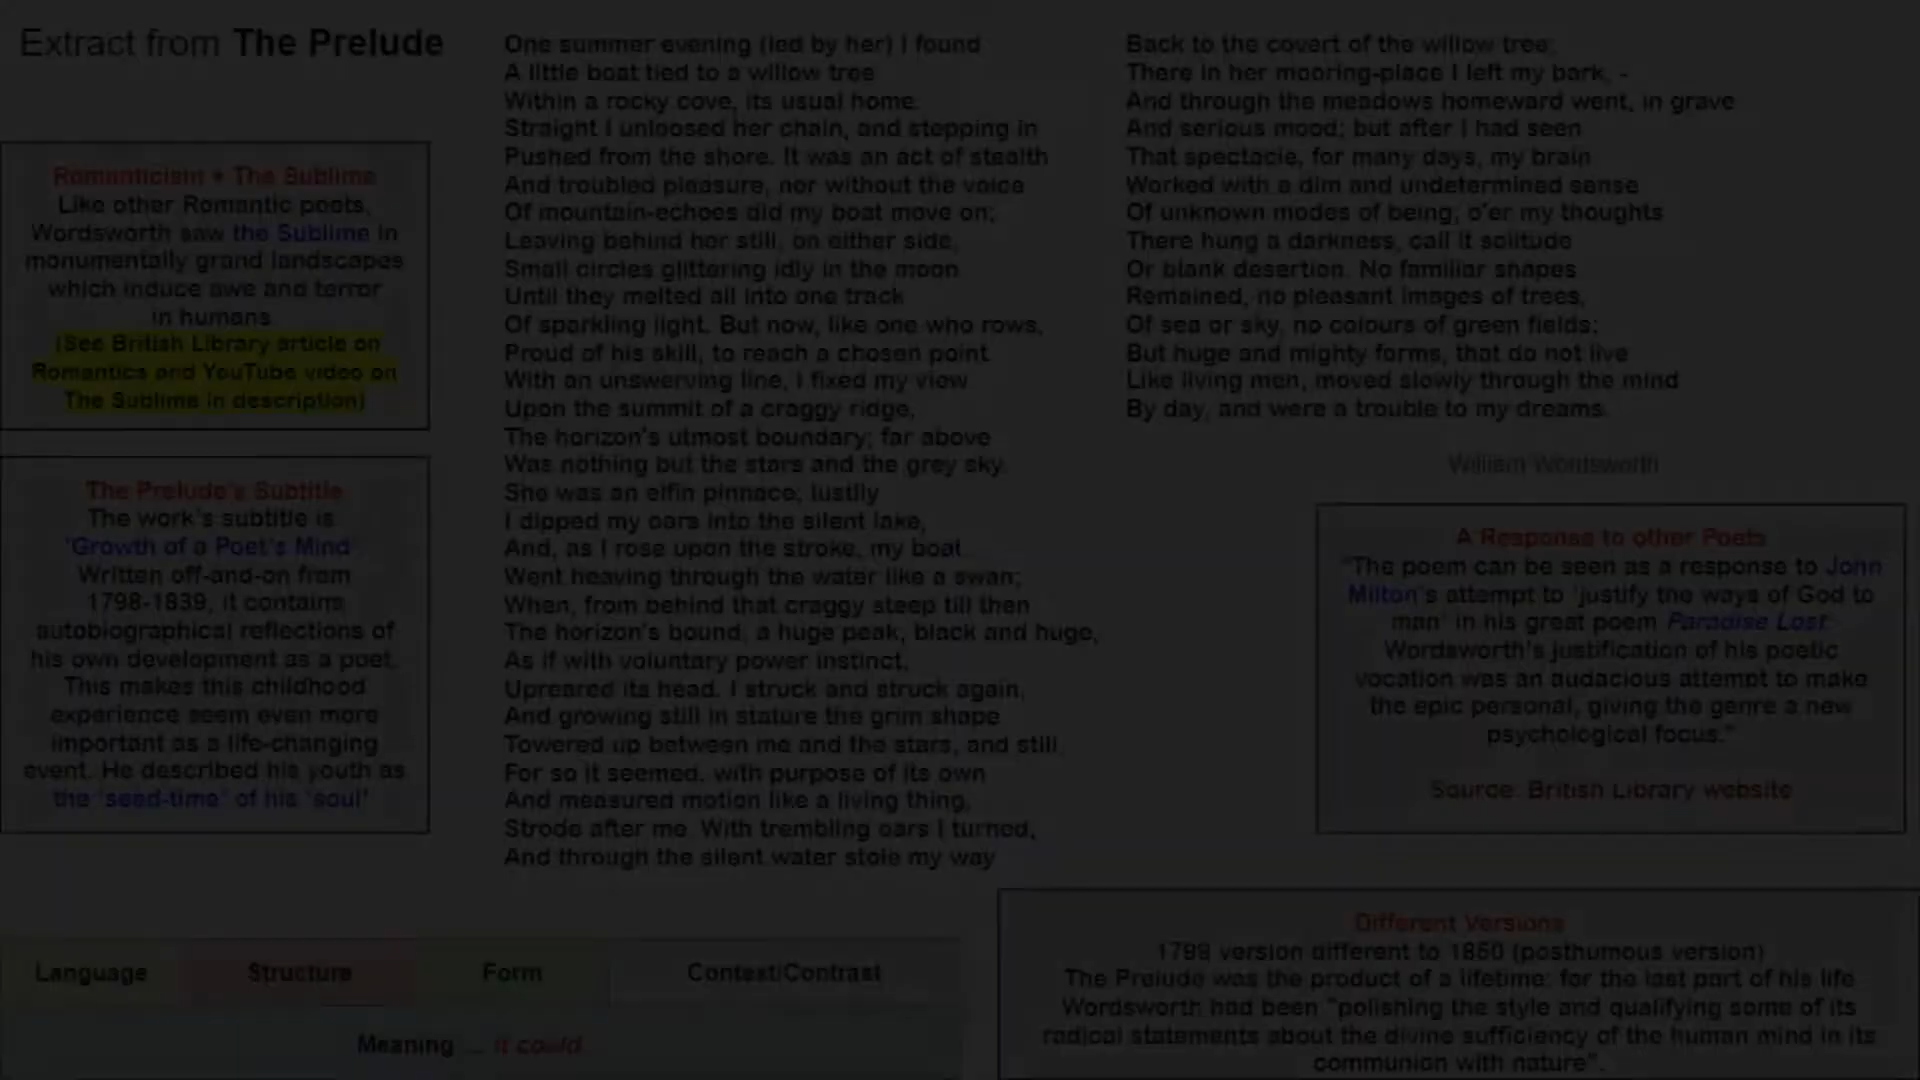 Extract from The Prelude
Romanticism + The Sublime
Like other Romantic poets,
Wordsworth saw the Sublime in
monumentally grand landscapes
which induce awe and terror
in humans
(See British Library article on
Romantics and YouTube video on
The Sublime in description)
The Prelude's Subtitle
The work's subtitle is
'Growth of a Poet's Mind'.
Written off-and-on from
1798-1839, it contains
autobiographical reflections of
his own development as a poet.
This makes this childhood
experience seem even more
important as a life-changing
event. He described his youth as
the 'seed-time' of his 'soul'
One summer evening (led by her) I found
A little boat tied to a willow tree
Within a rocky cove, its usual home.
Straight I unloosed her chain, and stepping in
Pushed from the shore. It was an act of stealth
And troubled pleasure, nor without the voice
Of mountain-echoes did my boat move on;
Leaving behind her still, on either side,
Small circles glittering idly in the moon
Until they melted all into one track
Of sparkling light. But now, like one who rows,
Proud of his skill, to reach a chosen point
With an unswerving line, I fixed my view
Upon the summit of a craggy ridge,
The horizon's utmost boundary; far above
Was nothing but the stars and the grey sky.
She was an elfin pinnace; lustily
I dipped my oars into the silent lake,
And, as I rose upon the stroke, my boat
Went heaving through the water like a swan;
When, from behind that craggy steep till then
The horizon's bound, a huge peak, black and huge,
As if with voluntary power instinct,
Upreared its head. I struck and struck again,
And growing still in stature the grim shape
Towered up between me and the stars, and still,
For so it seemed, with purpose of its own
And measured motion like a living thing,
Strode after me. With trembling oars I turned,
And through the silent water stole my way
Back to the covert of the willow tree;
There in her mooring-place I left my bark, -
And through the meadows homeward went, in grave
And serious mood; but after I had seen
That spectacle, for many days, my brain
Worked with a dim and undetermined sense
Of unknown modes of being; o'er my thoughts
There hung a darkness, call it solitude
Or blank desertion. No familiar shapes
Remained, no pleasant images of trees,
Of sea or sky, no colours of green fields;
But huge and mighty forms, that do not live
Like living men, moved slowly through the mind
By day, and were a trouble to my dreams.
William Wordsworth
A Response to other Poets
"The poem can be seen as a response to John
Milton's attempt to 'justify the ways of God to
man' in his great poem Paradise Lost.
Wordsworth's justification of his poetic
vocation was an audacious attempt to make
the epic personal, giving the genre a new
psychological focus."
Source: British Library website
Different Versions
1799 version different to 1850 (posthumous version)
The Prelude was the product of a lifetime: for the last part of his life
Wordsworth had been "polishing the style and qualifying some of its
radical statements about the divine sufficiency of the human mind in its
communion with nature".
Language Structure Form Context/Contrast
Meaning ... it could...